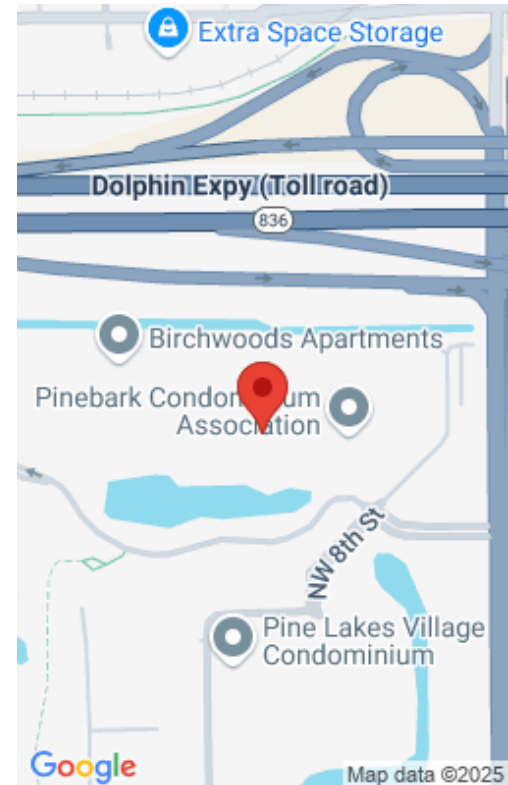 Extra Space Storage
Dolphin Expy (Toll road)
836
Birchwoods Apartments
Pinebark Condominium
Association
NW 8th St
Pine Lakes Village
Condominium
Google
Map data ©2025